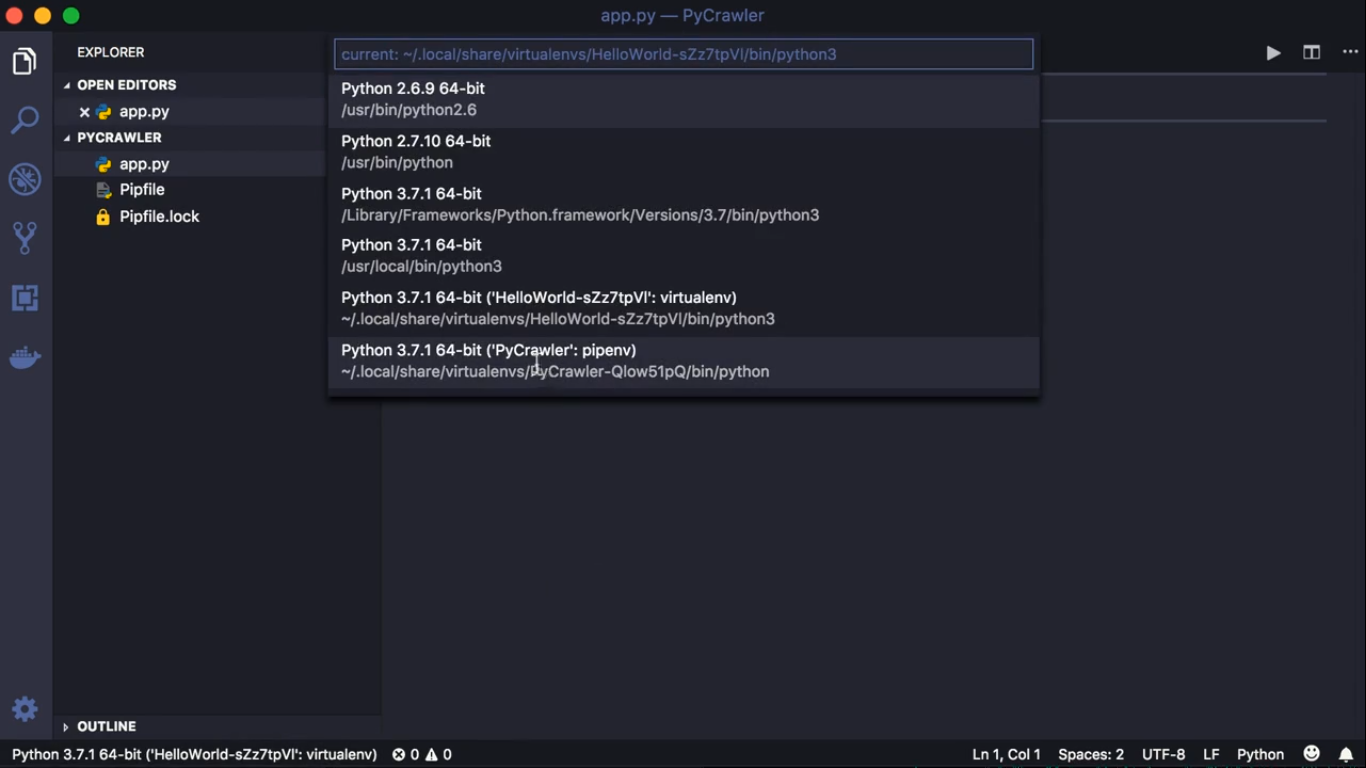 app.py — PyCrawler
EXPLORER
OPEN EDITORS
app.py
PYCRAWLER
app.py
Pipfile
Pipfile.lock
current: ~/.local/share/virtualenvs/HelloWorld-sZz7tpVl/bin/python3
Python 2.6.9 64-bit
/usr/bin/python2.6
Python 2.7.10 64-bit
/usr/bin/python
Python 3.7.1 64-bit
/Library/Frameworks/Python.framework/Versions/3.7/bin/python3
Python 3.7.1 64-bit
/usr/local/bin/python3
Python 3.7.1 64-bit ('HelloWorld-sZz7tpVl': virtualenv)
~/.local/share/virtualenvs/HelloWorld-sZz7tpVl/bin/python3
Python 3.7.1 64-bit ('PyCrawler': pipenv)
~/.local/share/virtualenvs/PyCrawler-Qlow51pQ/bin/python
OUTLINE
Python 3.7.1 64-bit ('HelloWorld-sZz7tpVl': virtualenv) 0 0 Ln 1, Col 1 Spaces: 2 UTF-8 LF Python